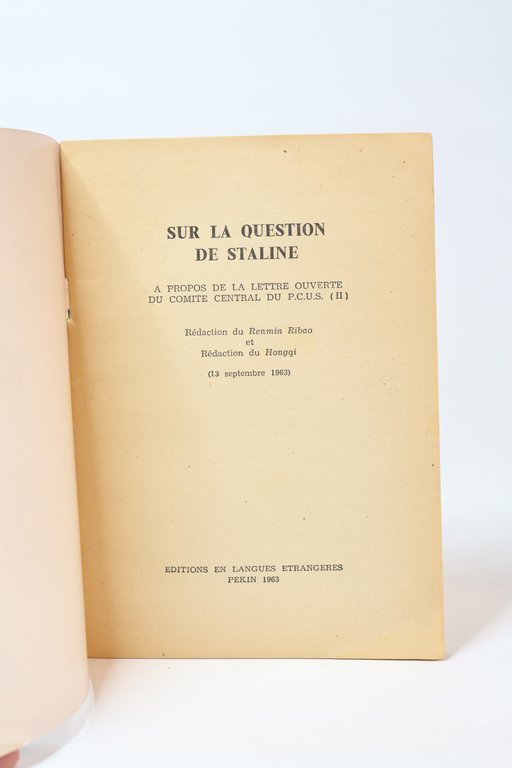 SUR LA QUESTION
DE STALINE
A PROPOS DE LA LETTRE OUVERTE
DU COMITE CENTRAL DU P.C.U.S. (II)
Rédaction du Renmin Ribao
et
Rédaction du Hongqi
(13 septembre 1963)
EDITIONS EN LANGUES ETRANGERES
PEKIN 1963